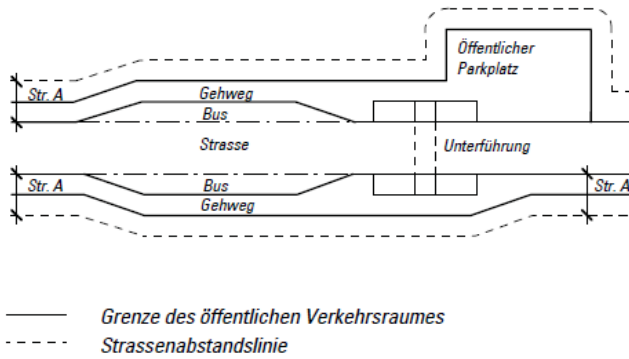 Öffentlicher
Parkplatz
Str. A
Gehweg
Bus
Strasse
Unterführung
Str. A
Bus
Str. A
Gehweg
Grenze des öffentlichen Verkehrsraumes
Strassenabstandslinie